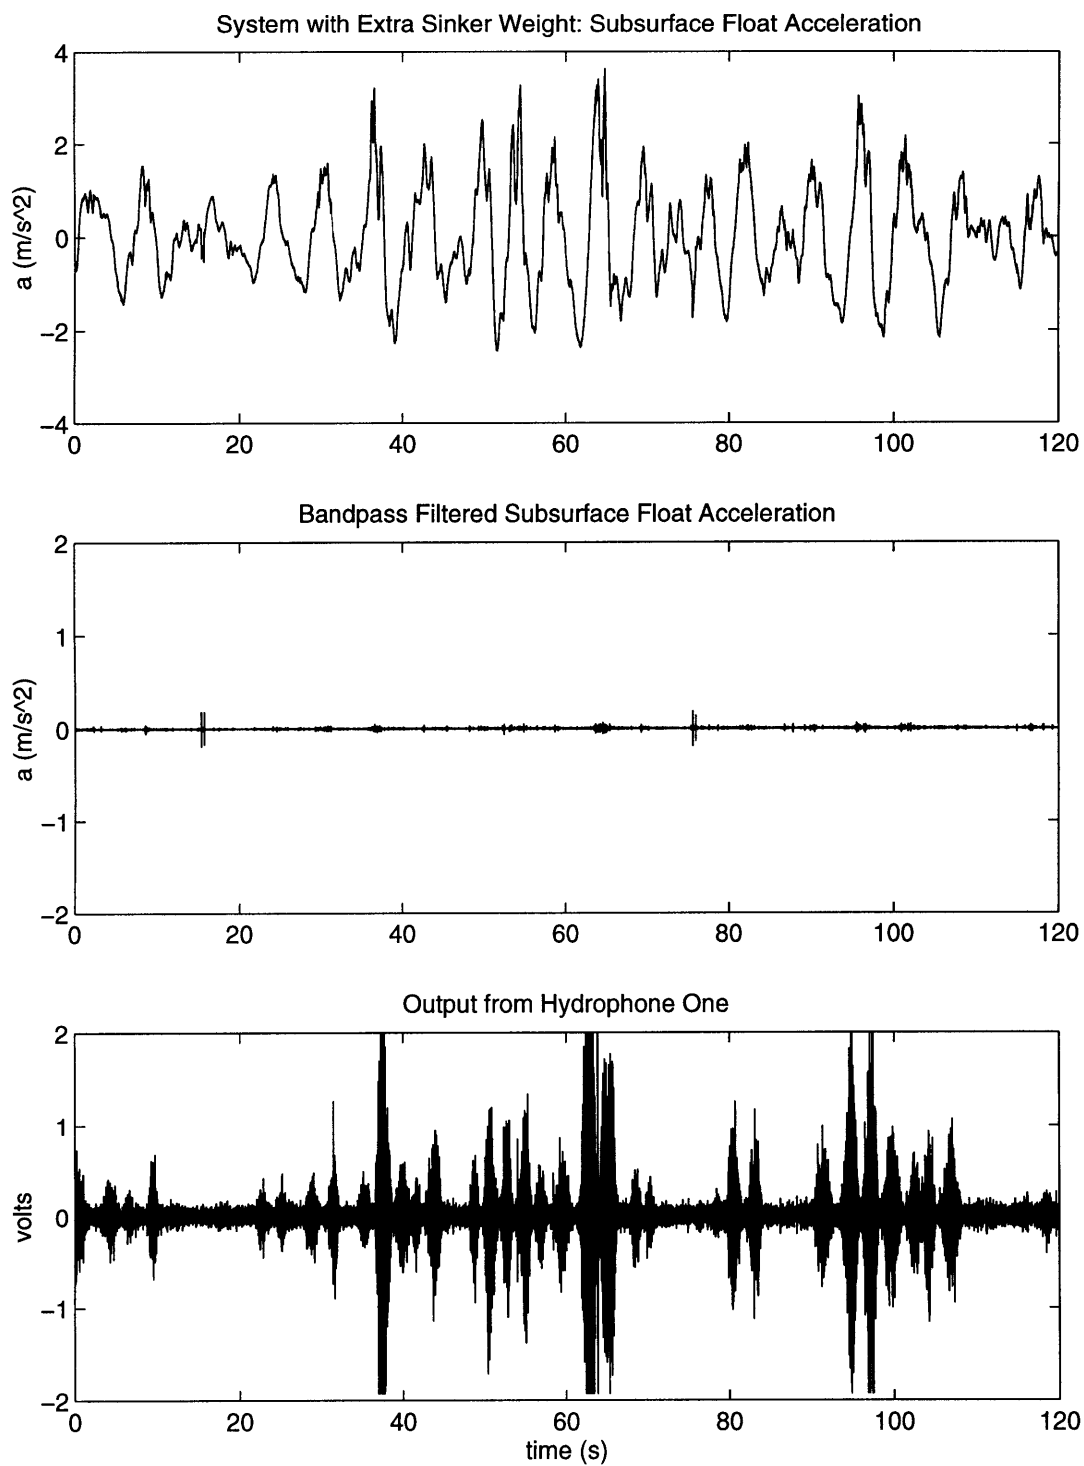 System with Extra Sinker Weight: Subsurface Float Acceleration
4
2
0
−2
−4
a (m/s^2)
0 20 40 60 80 100 120
Bandpass Filtered Subsurface Float Acceleration
2
1
0
−1
−2
a (m/s^2)
0 20 40 60 80 100 120
Output from Hydrophone One
2
1
0
−1
−2
volts
0 20 40 60 80 100 120
time (s)